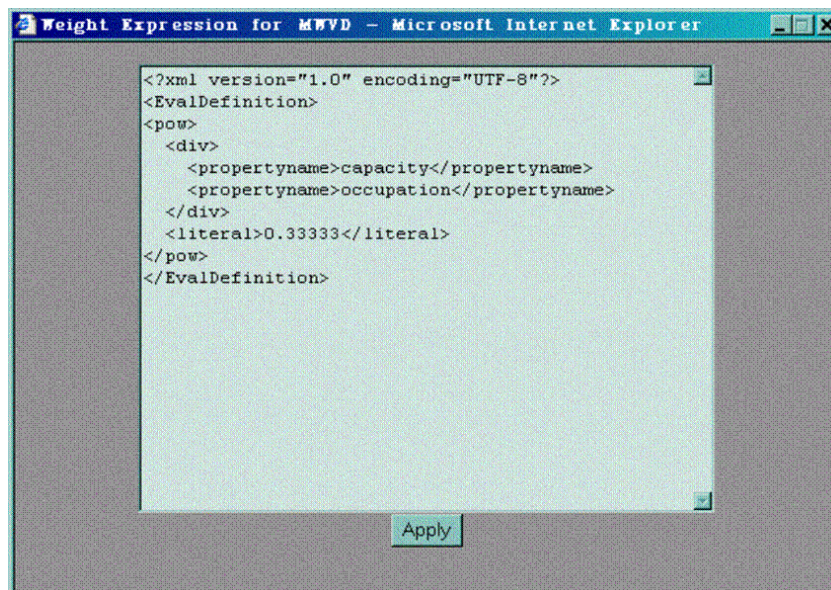 Weight Expression for MWVD - Microsoft Internet Explorer
<?xml version="1.0" encoding="UTF-8"?>
<EvalDefinition>
<pow>
  <div>
    <propertyname>capacity</propertyname>
    <propertyname>occupation</propertyname>
  </div>
  <literal>0.33333</literal>
</pow>
</EvalDefinition>
Apply